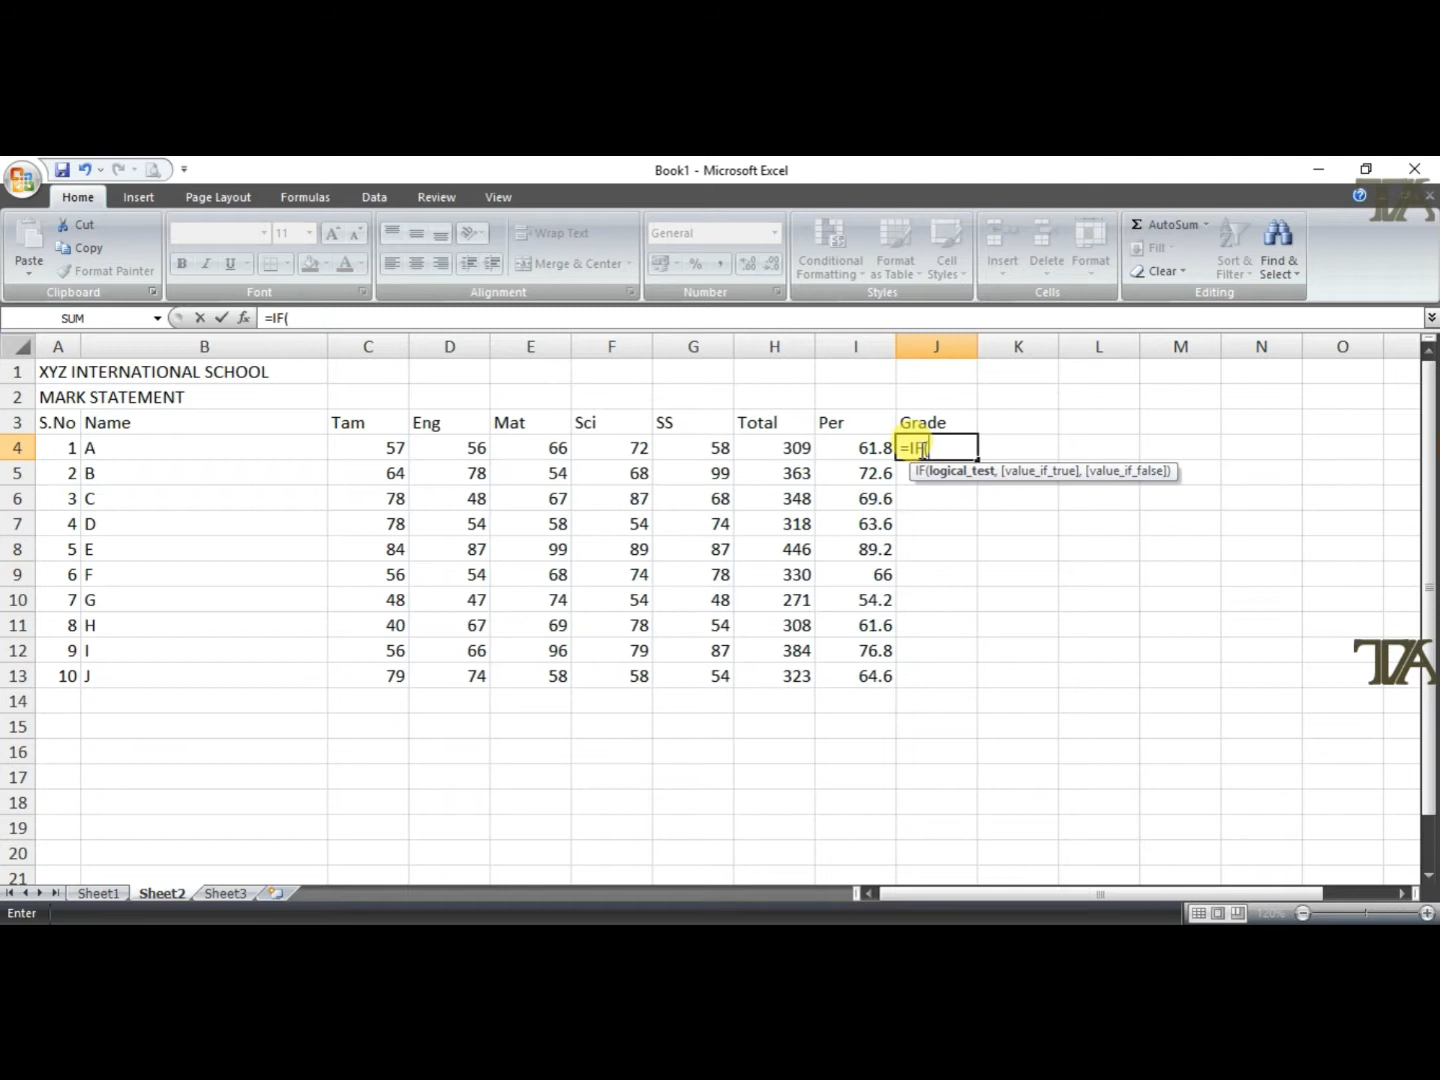 Book1 - Microsoft Excel
Home Insert Page Layout Formulas Data Review View
TTA
Paste
Cut
Copy
Format Painter
Clipboard
11
A A
B I U A
Font
Wrap Text
Merge & Center
Alignment
General
% ,
Number
Conditional Formatting
Format as Table
Cell Styles
Styles
Insert Delete Format
Cells
Σ AutoSum
Fill
Clear
Sort & Filter
Find & Select
Editing
SUM fx =IF(
A B C D E F G H I J K L M N O
1 XYZ INTERNATIONAL SCHOOL
2 MARK STATEMENT
3 S.No Name Tam Eng Mat Sci SS Total Per Grade
4 1 A 57 56 66 72 58 309 61.8 =IF(
IF(logical_test, [value_if_true], [value_if_false])
5 2 B 64 78 54 68 99 363 72.6
6 3 C 78 48 67 87 68 348 69.6
7 4 D 78 54 58 54 74 318 63.6
8 5 E 84 87 99 89 87 446 89.2
9 6 F 56 54 68 74 78 330 66
10 7 G 48 47 74 54 48 271 54.2
11 8 H 40 67 69 78 54 308 61.6
12 9 I 56 66 96 79 87 384 76.8
TTA
13 10 J 79 74 58 58 54 323 64.6
14
15
16
17
18
19
20
21
Sheet1 Sheet2 Sheet3
Enter 120%